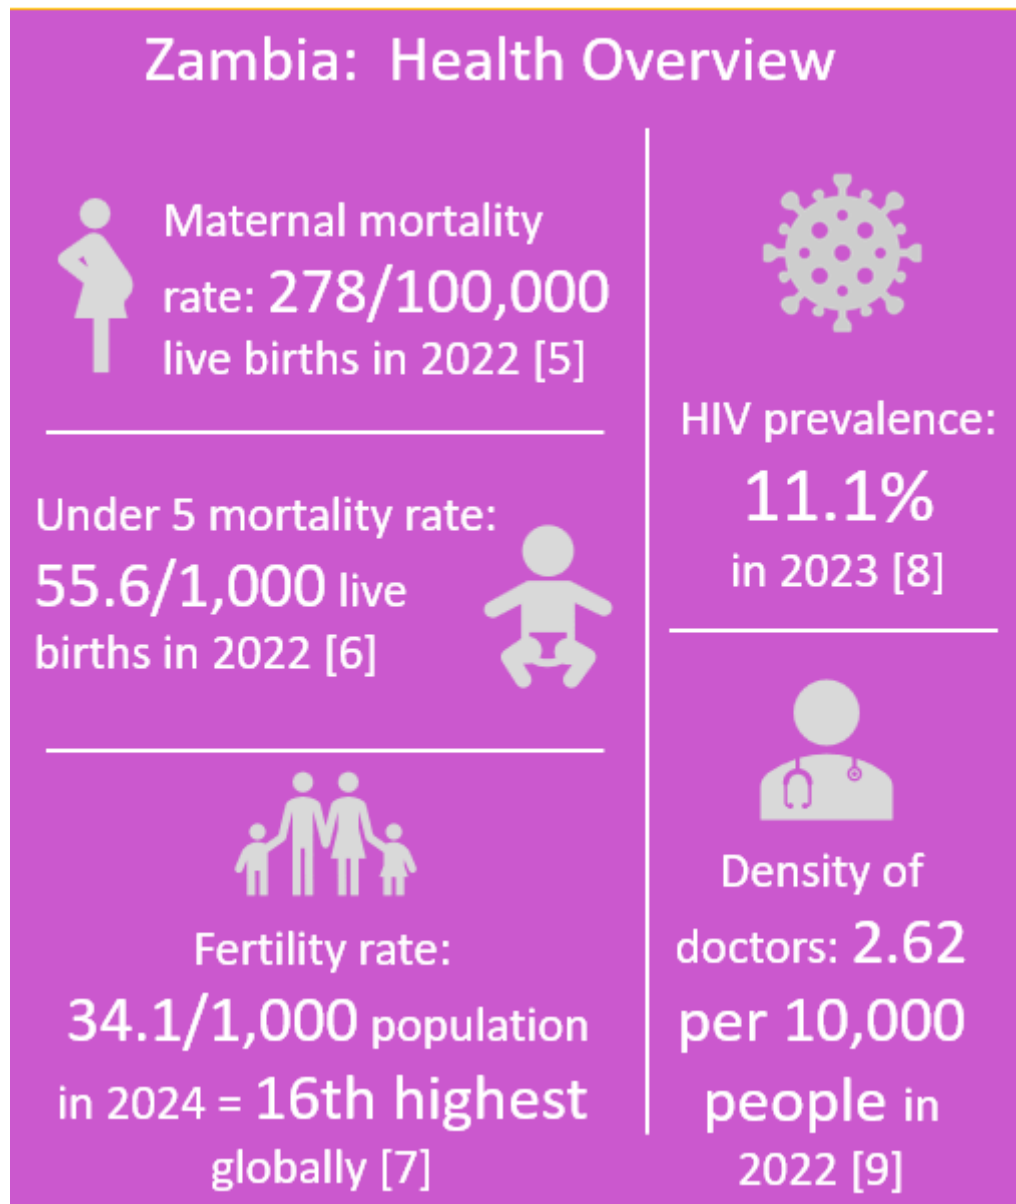 Zambia: Health Overview
Maternal mortality
rate: 278/100,000
live births in 2022 [5]
Under 5 mortality rate:
55.6/1,000 live
births in 2022 [6]
Fertility rate:
34.1/1,000 population
in 2024 = 16th highest
globally [7]
HIV prevalence:
11.1%
in 2023 [8]
Density of
doctors: 2.62
per 10,000
people in
2022 [9]